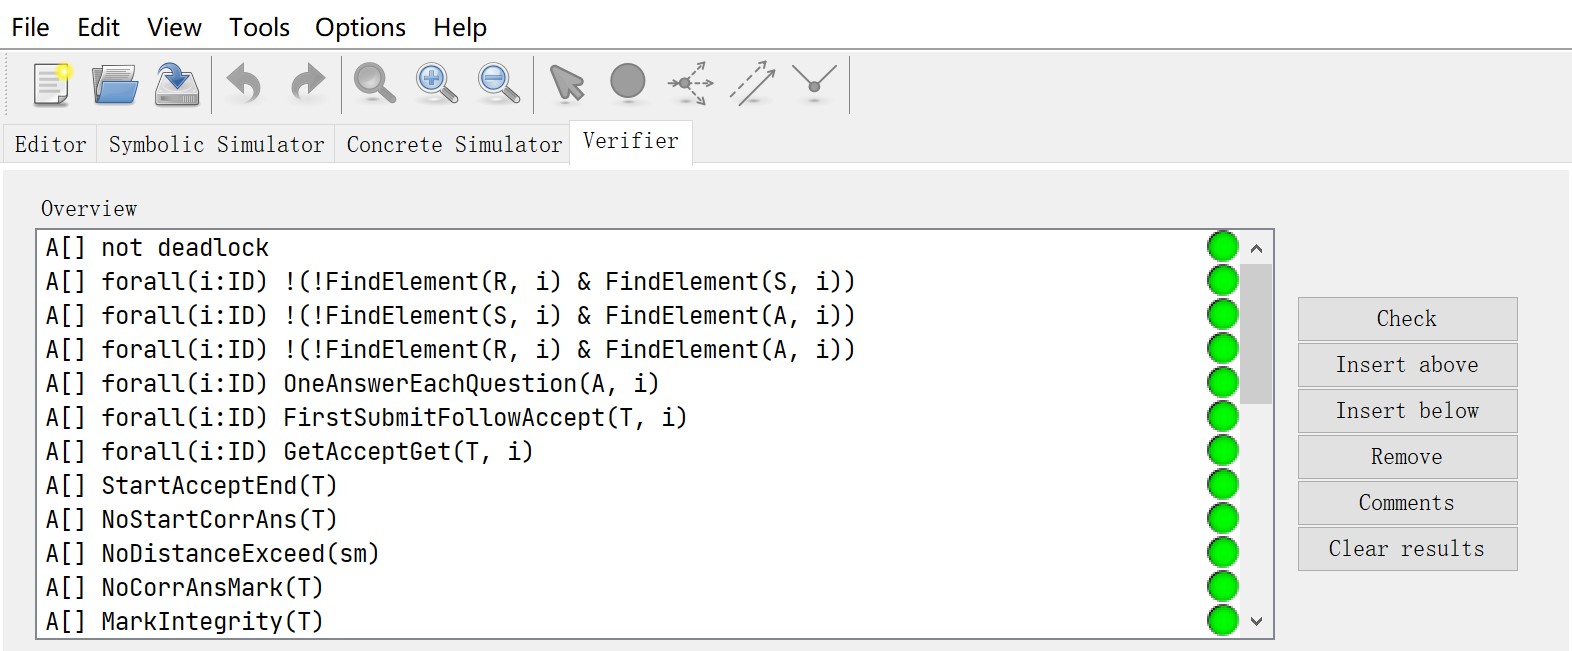 File Edit View Tools Options Help
Editor Symbolic Simulator Concrete Simulator Verifier
Overview
A[] not deadlock
A[] forall(i:ID) !(!FindElement(R, i) & FindElement(S, i))
A[] forall(i:ID) !(!FindElement(S, i) & FindElement(A, i))
A[] forall(i:ID) !(!FindElement(R, i) & FindElement(A, i))
A[] forall(i:ID) OneAnswerEachQuestion(A, i)
A[] forall(i:ID) FirstSubmitFollowAccept(T, i)
A[] forall(i:ID) GetAcceptGet(T, i)
A[] StartAcceptEnd(T)
A[] NoStartCorrAns(T)
A[] NoDistanceExceed(sm)
A[] NoCorrAnsMark(T)
A[] MarkIntegrity(T)
Check
Insert above
Insert below
Remove
Comments
Clear results